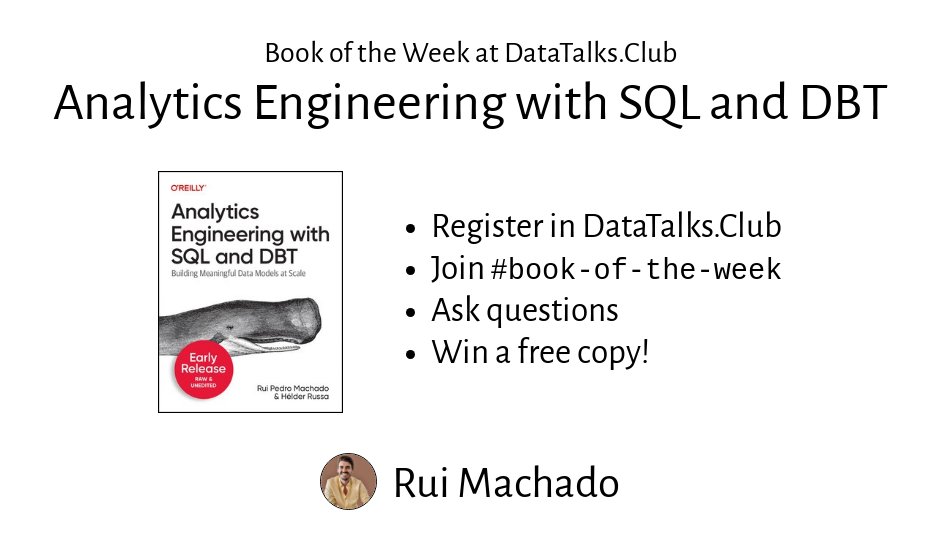 Book of the Week at DataTalks.Club
Analytics Engineering with SQL and DBT
O'REILLY
Analytics
Engineering with
SQL and DBT
Building Meaningful Data Models at Scale
Early
Release
RAW &
UNEDITED
Rui Pedro Machado
& Hélder Russa
• Register in DataTalks.Club
• Join #book-of-the-week
• Ask questions
• Win a free copy!
Rui Machado